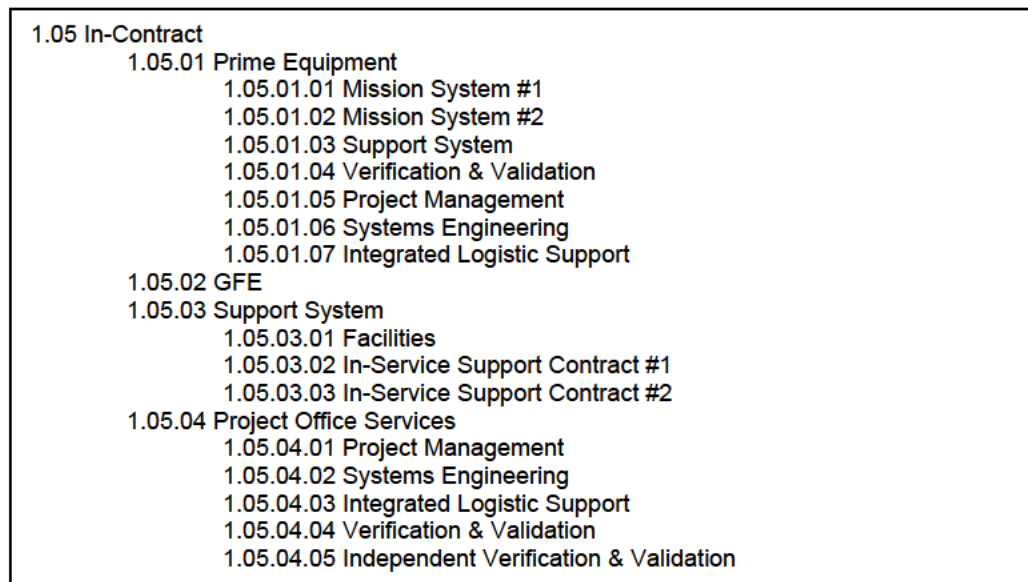 1.05 In-Contract
1.05.01 Prime Equipment
1.05.01.01 Mission System #1
1.05.01.02 Mission System #2
1.05.01.03 Support System
1.05.01.04 Verification & Validation
1.05.01.05 Project Management
1.05.01.06 Systems Engineering
1.05.01.07 Integrated Logistic Support
1.05.02 GFE
1.05.03 Support System
1.05.03.01 Facilities
1.05.03.02 In-Service Support Contract #1
1.05.03.03 In-Service Support Contract #2
1.05.04 Project Office Services
1.05.04.01 Project Management
1.05.04.02 Systems Engineering
1.05.04.03 Integrated Logistic Support
1.05.04.04 Verification & Validation
1.05.04.05 Independent Verification & Validation